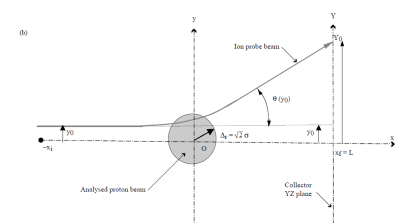 (b)
y
Y
Y0
Ion probe beam
θ (y0)
y0
Δr = √2 σ
y0
x
−xi
O
xf = L
Analysed proton beam
Collector
YZ plane